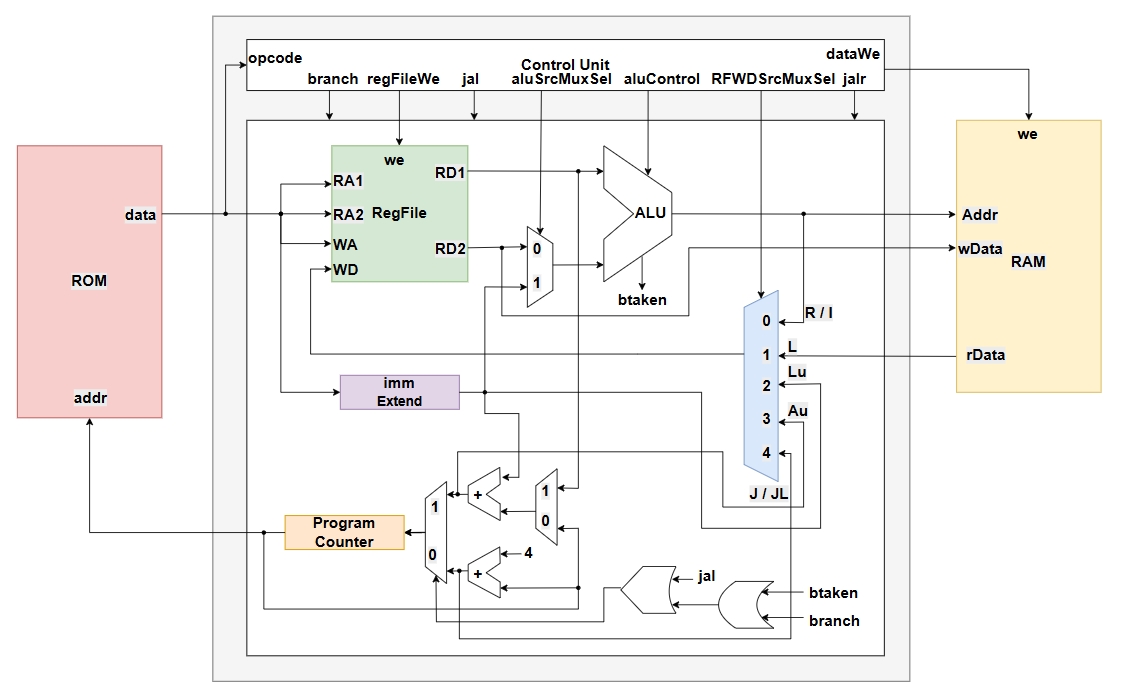 opcode
Control Unit
dataWe
branch
regFileWe
jal
aluSrcMuxSel
aluControl
RFWDSrcMuxSel
jalr
we
RA1
RD1
data
RA2
RegFile
WA
RD2
WD
0
1
ALU
btaken
we
Addr
wData
RAM
rData
ROM
addr
0
R / I
1
L
2
Lu
3
Au
4
J / JL
imm
Extend
1
0
+
1
0
+
4
Program
Counter
jal
btaken
branch